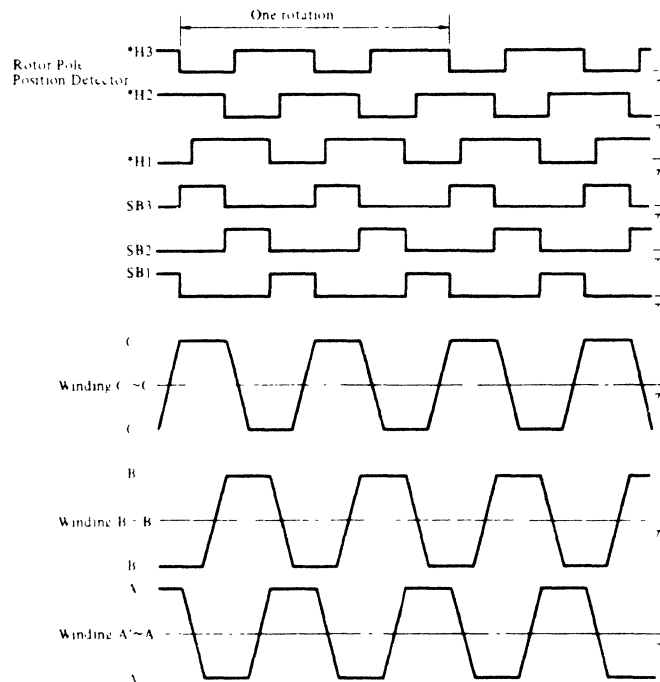 One rotation
*H3
Rotor Pole
Position Detector
*H2
*H1
SB3
SB2
SB1
Winding
B
Winding B B
B
Winding A'~A